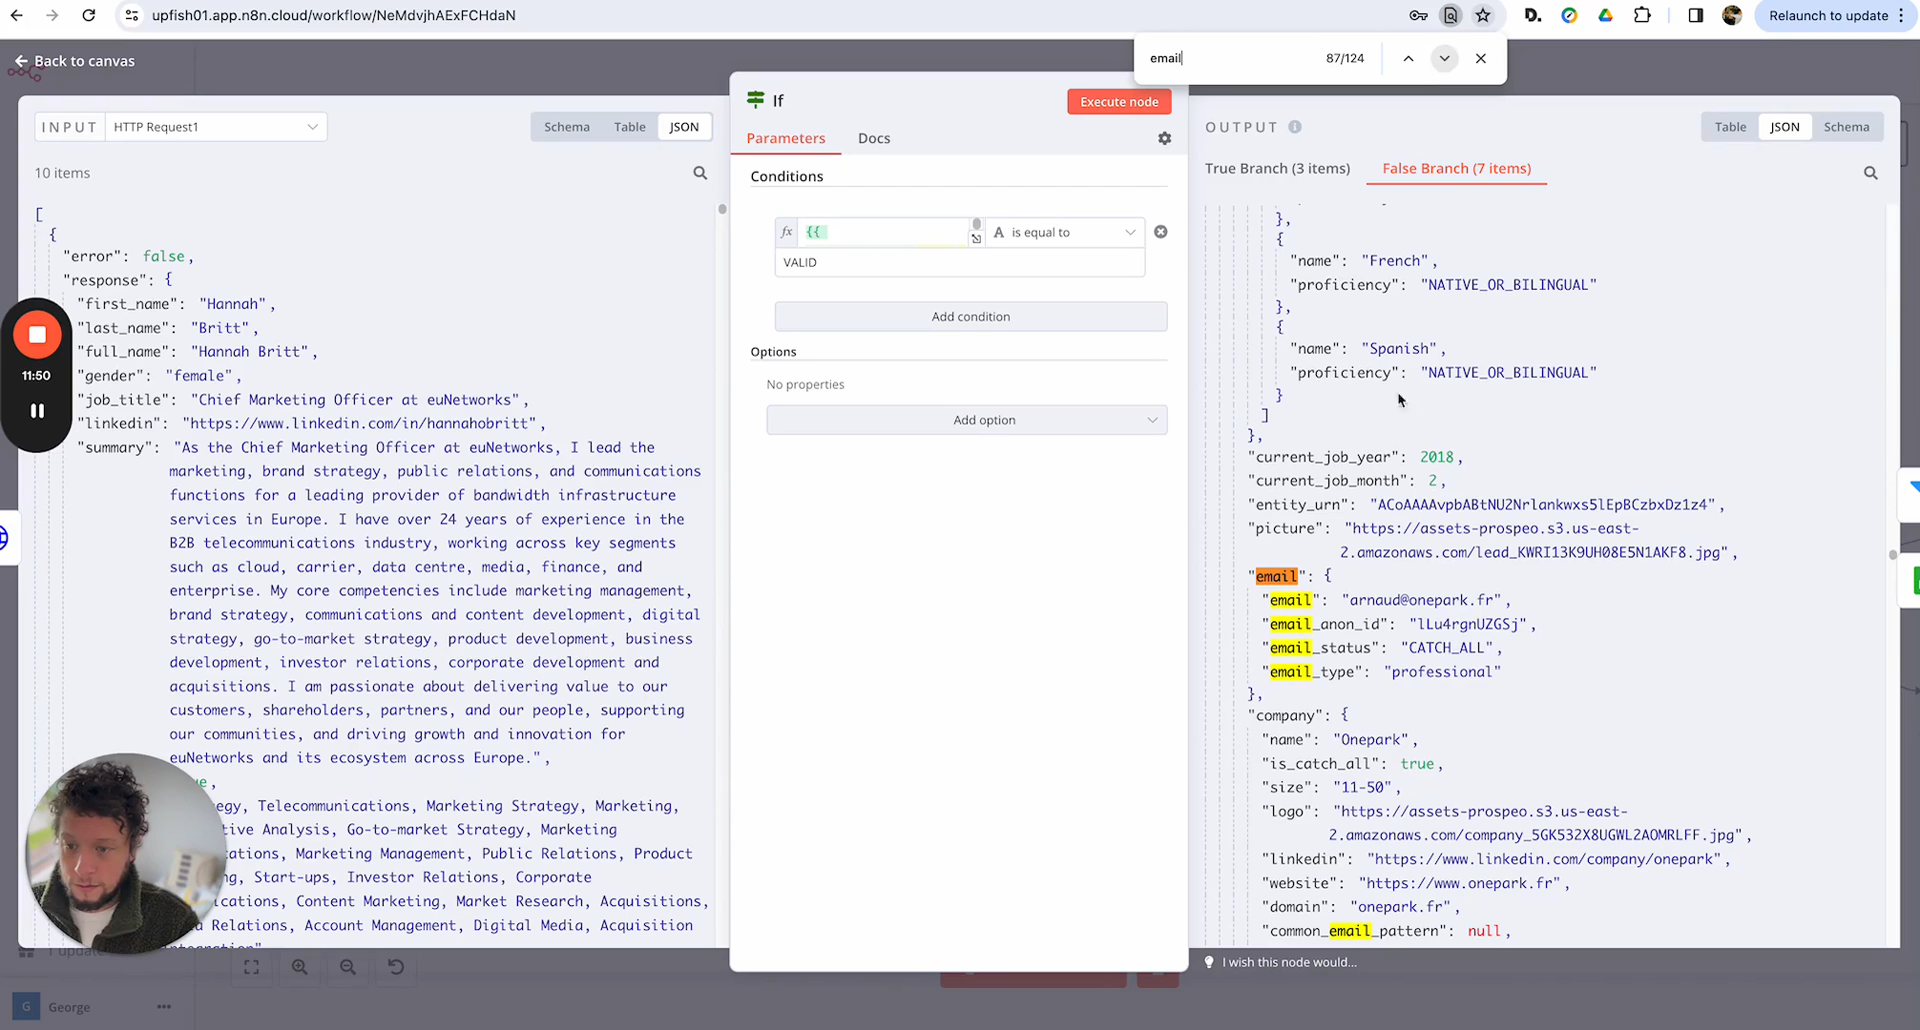 upfish01.app.n8n.cloud/workflow/NeMdvjhAExFCHdaN
D.
Relaunch to update
email
87/124
Back to canvas
INPUT
HTTP Request1
Schema
Table
JSON
10 items
[
{
"error": false,
"response": {
"first_name": "Hannah",
"last_name": "Britt",
"full_name": "Hannah Britt",
"gender": "female",
"job_title": "Chief Marketing Officer at euNetworks",
"linkedin": "https://www.linkedin.com/in/hannahobritt",
"summary": "As the Chief Marketing Officer at euNetworks, I lead the
marketing, brand strategy, public relations, and communications
functions for a leading provider of bandwidth infrastructure
services in Europe. I have over 24 years of experience in the
B2B telecommunications industry, working across key segments
such as cloud, carrier, data centre, media, finance, and
enterprise. My core competencies include marketing management,
brand strategy, communications and content development, digital
strategy, go-to-market strategy, product development, business
development, investor relations, corporate development and
acquisitions. I am passionate about delivering value to our
customers, shareholders, partners, and our people, supporting
our communities, and driving growth and innovation for
euNetworks and its ecosystem across Europe.",
egy, Telecommunications, Marketing Strategy, Marketing,
tive Analysis, Go-to-market Strategy, Marketing
cations, Marketing Management, Public Relations, Product
ng, Start-ups, Investor Relations, Corporate
ications, Content Marketing, Market Research, Acquisitions,
Relations, Account Management, Digital Media, Acquisition
11:50
If
Execute node
Parameters
Docs
Conditions
fx
{{
A is equal to
VALID
Add condition
Options
No properties
Add option
OUTPUT
Table
JSON
Schema
True Branch (3 items)
False Branch (7 items)
},
{
"name": "French",
"proficiency": "NATIVE_OR_BILINGUAL"
},
{
"name": "Spanish",
"proficiency": "NATIVE_OR_BILINGUAL"
}
]
},
"current_job_year": 2018,
"current_job_month": 2,
"entity_urn": "ACoAAAAvpbABtNU2Nrlankwxs5lEpBCzbxDz1z4",
"picture": "https://assets-prospeo.s3.us-east-
2.amazonaws.com/lead_KWRI13K9UH08E5N1AKF8.jpg",
"email": {
"email": "arnaud@onepark.fr",
"email_anon_id": "lLu4rgnUZGSj",
"email_status": "CATCH_ALL",
"email_type": "professional"
},
"company": {
"name": "Onepark",
"is_catch_all": true,
"size": "11-50",
"logo": "https://assets-prospeo.s3.us-east-
2.amazonaws.com/company_5GK532X8UGWL2AOMRLFF.jpg",
"linkedin": "https://www.linkedin.com/company/onepark",
"website": "https://www.onepark.fr",
"domain": "onepark.fr",
"common_email_pattern": null,
I wish this node would...
1 update
G
George